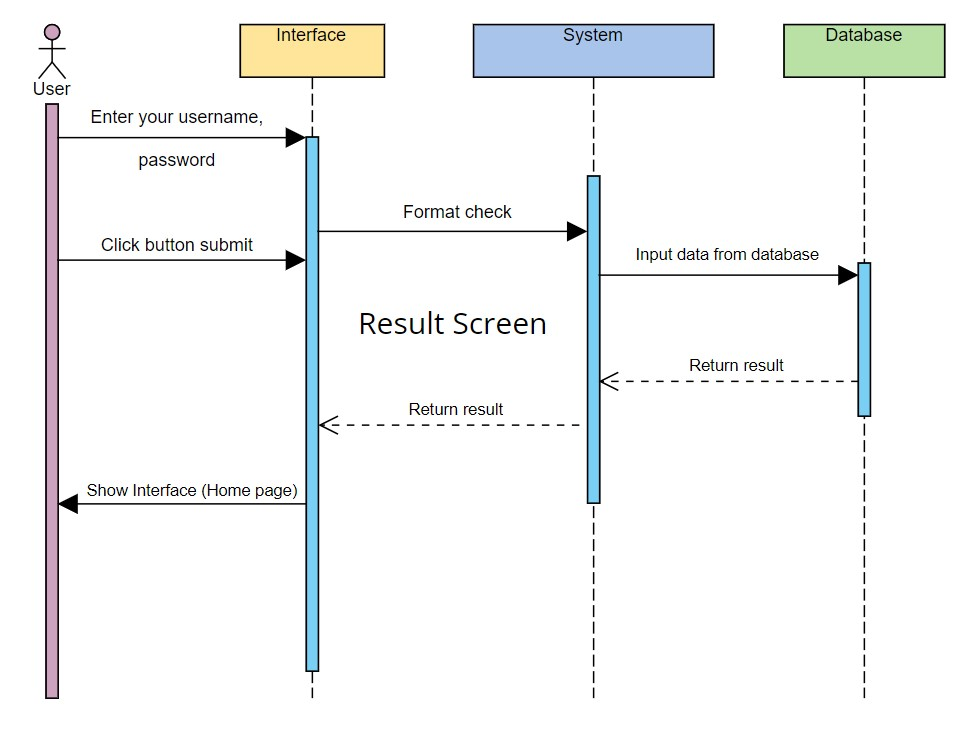 Interface
System
Database
User
Enter your username,
password
Format check
Click button submit
Input data from database
Result Screen
Return result
Return result
Show Interface (Home page)